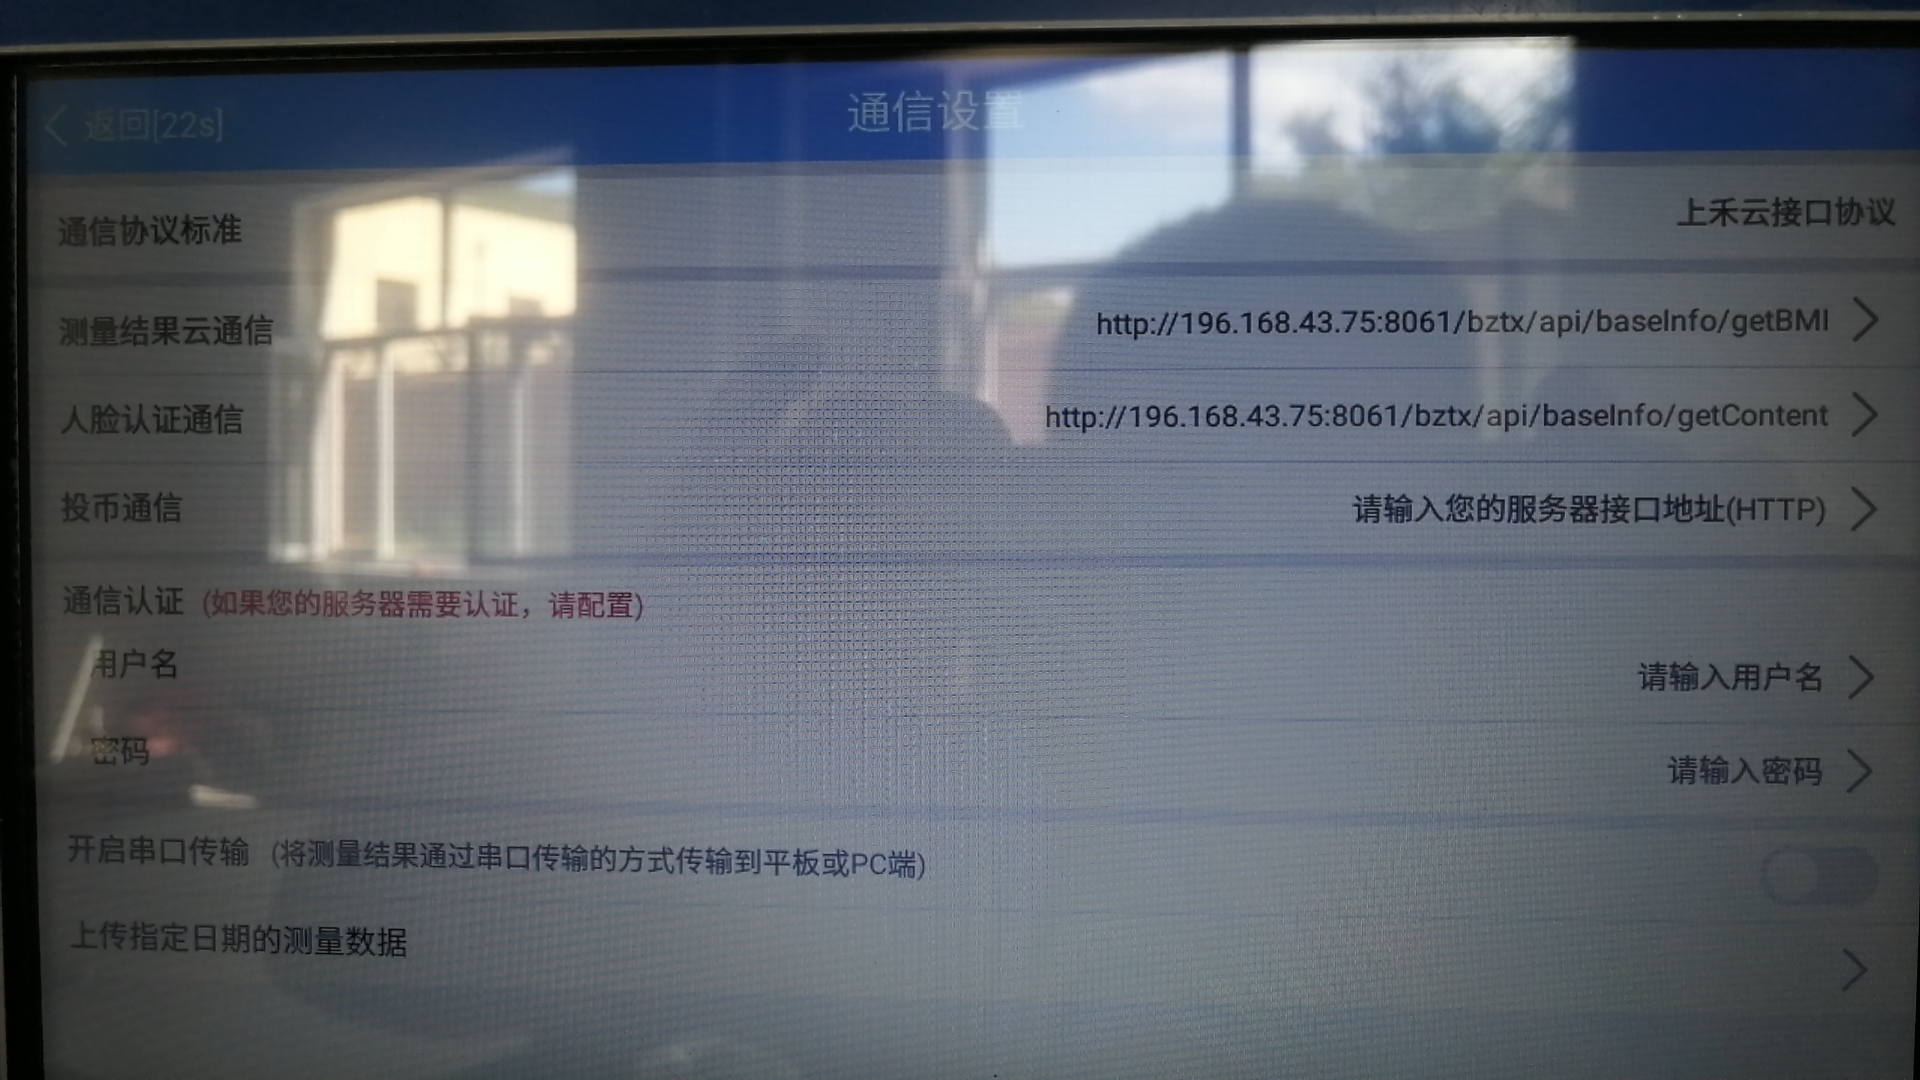 返回[22s]
通信设置
通信协议标准
上禾云接口协议
测量结果云通信
http://196.168.43.75:8061/bztx/api/baseInfo/getBMI
人脸认证通信
http://196.168.43.75:8061/bztx/api/baseInfo/getContent
投币通信
请输入您的服务器接口地址(HTTP)
通信认证 (如果您的服务器需要认证，请配置)
用户名
请输入用户名
密码
请输入密码
开启串口传输 (将测量结果通过串口传输的方式传输到平板或PC端)
上传指定日期的测量数据